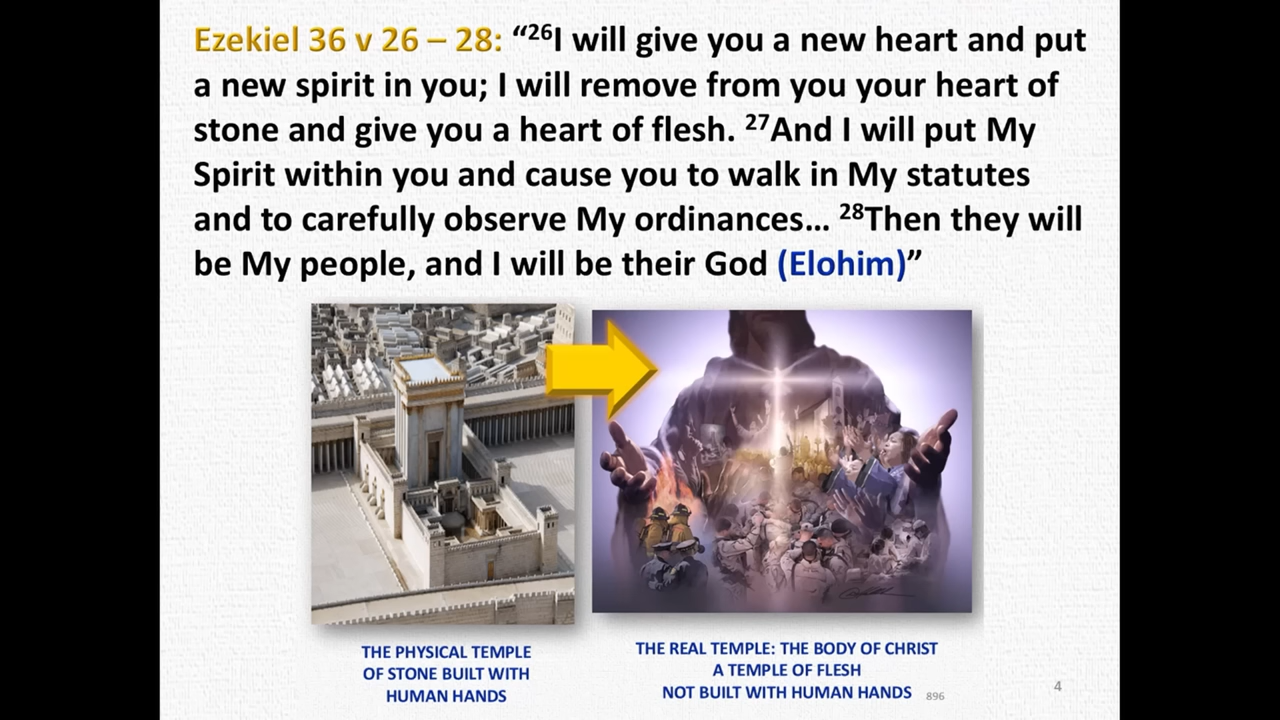 Ezekiel 36 v 26 – 28: “²⁶I will give you a new heart and put
a new spirit in you; I will remove from you your heart of
stone and give you a heart of flesh. ²⁷And I will put My
Spirit within you and cause you to walk in My statutes
and to carefully observe My ordinances... ²⁸Then they will
be My people, and I will be their God (Elohim)”
THE PHYSICAL TEMPLE
OF STONE BUILT WITH
HUMAN HANDS
THE REAL TEMPLE: THE BODY OF CHRIST
A TEMPLE OF FLESH
NOT BUILT WITH HUMAN HANDS
896
4